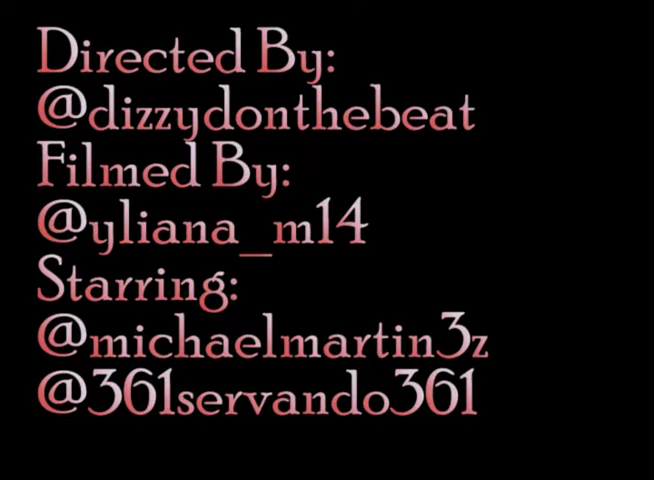 Directed By:
@dizzydonthebeat
Filmed By:
@yliana_m14
Starring:
@michaelmartin3z
@361servando361